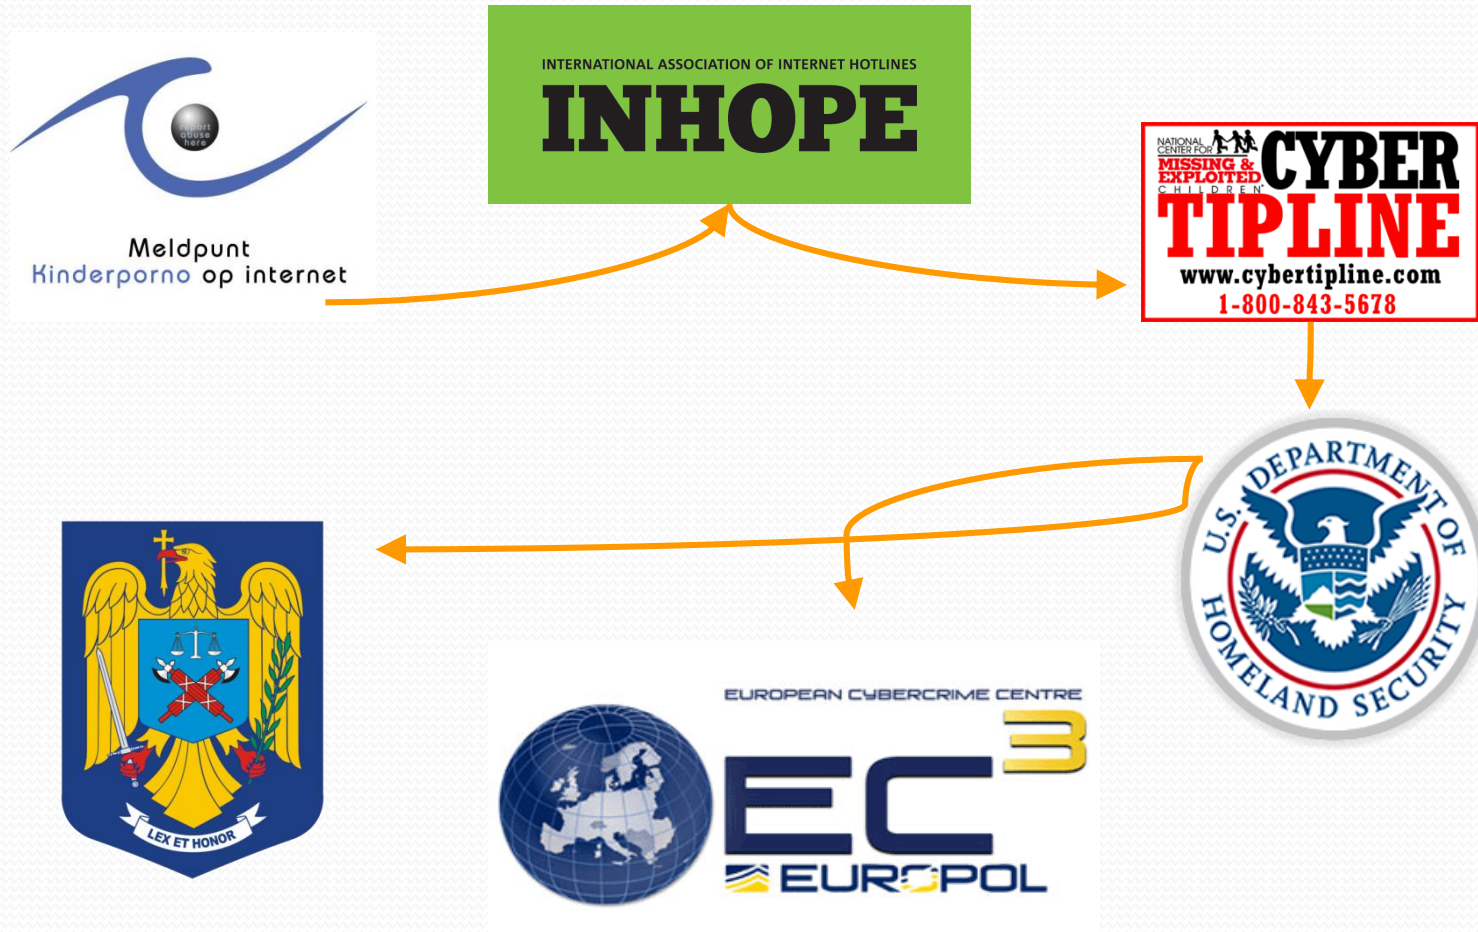 report
abuse
here
Meldpunt
Kinderporno op internet
INTERNATIONAL ASSOCIATION OF INTERNET HOTLINES
INHOPE
NATIONAL
CENTER FOR
MISSING &
EXPLOITED
CHILDREN®
CYBER
TIPLINE
www.cybertipline.com
1-800-843-5678
U.S. DEPARTMENT OF
HOMELAND SECURITY
LEX ET HONOR
EUROPEAN CYBERCRIME CENTRE
EC3
EUROPOL